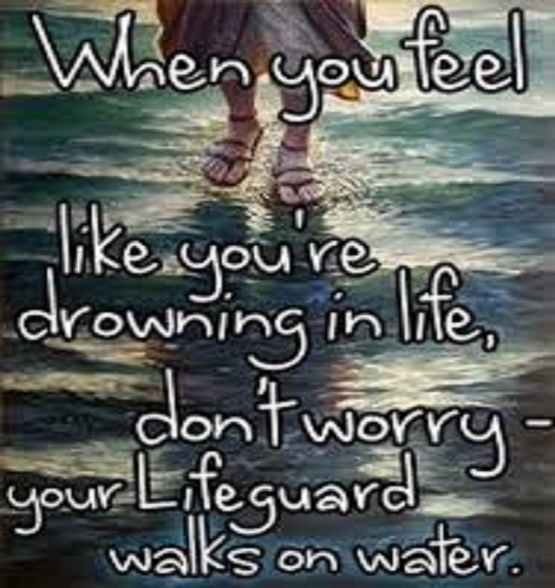 When you feel
like you're
drowning in life,
don't worry -
your Lifeguard
walks on water.